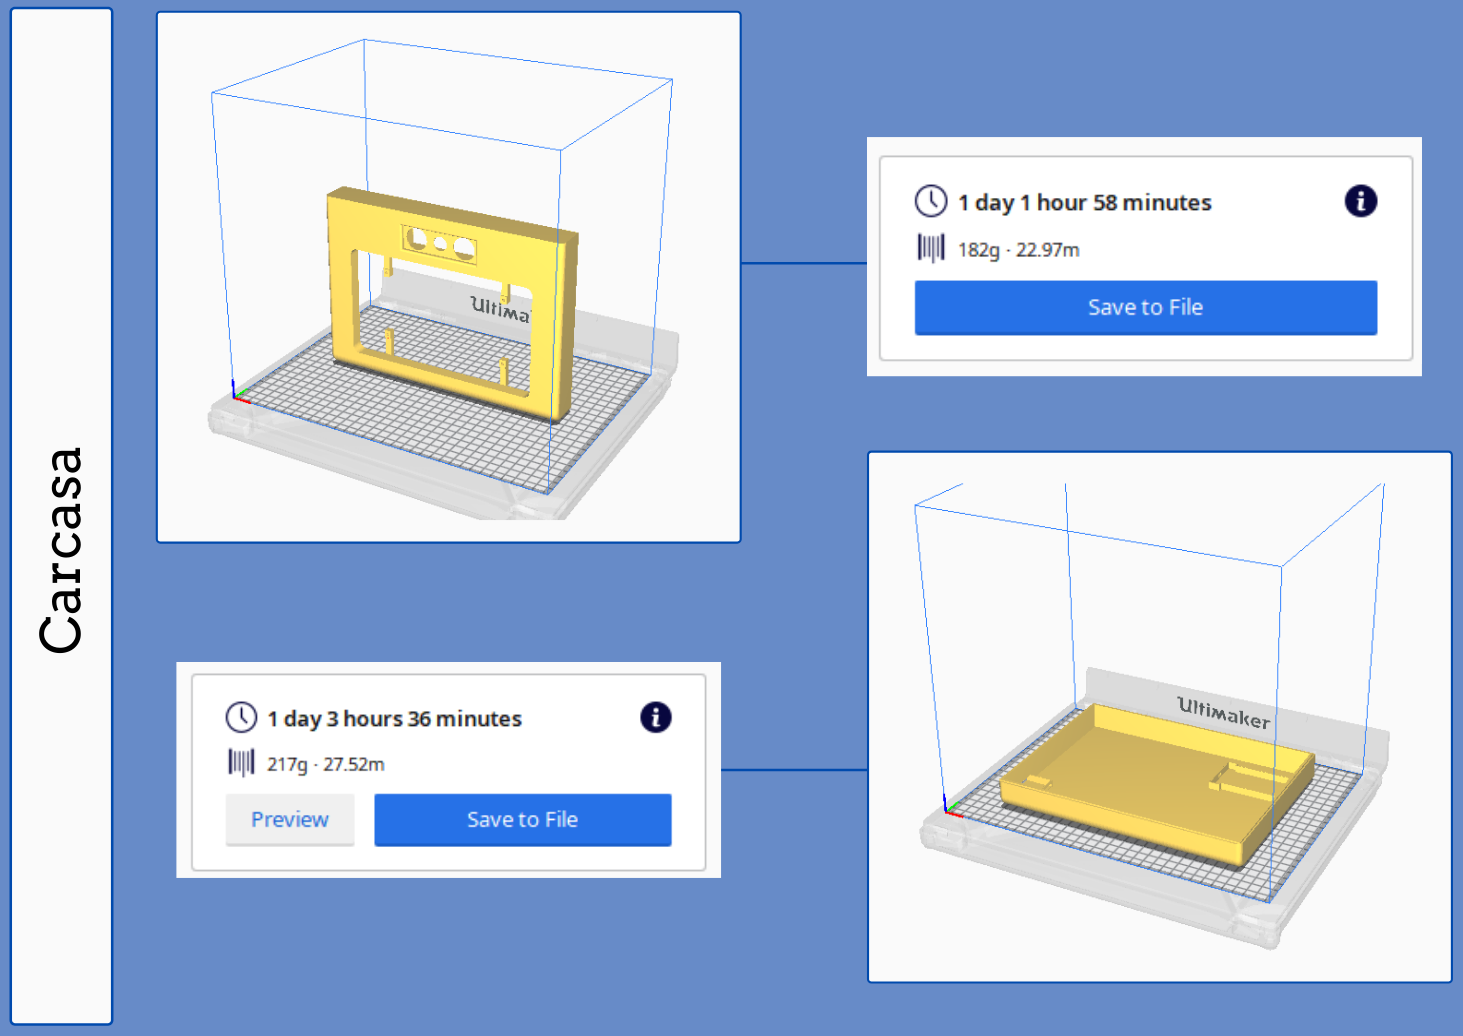 Carcasa
Ultima
1 day 1 hour 58 minutes
182g · 22.97m
Save to File
1 day 3 hours 36 minutes
217g · 27.52m
Preview
Save to File
Ultimaker